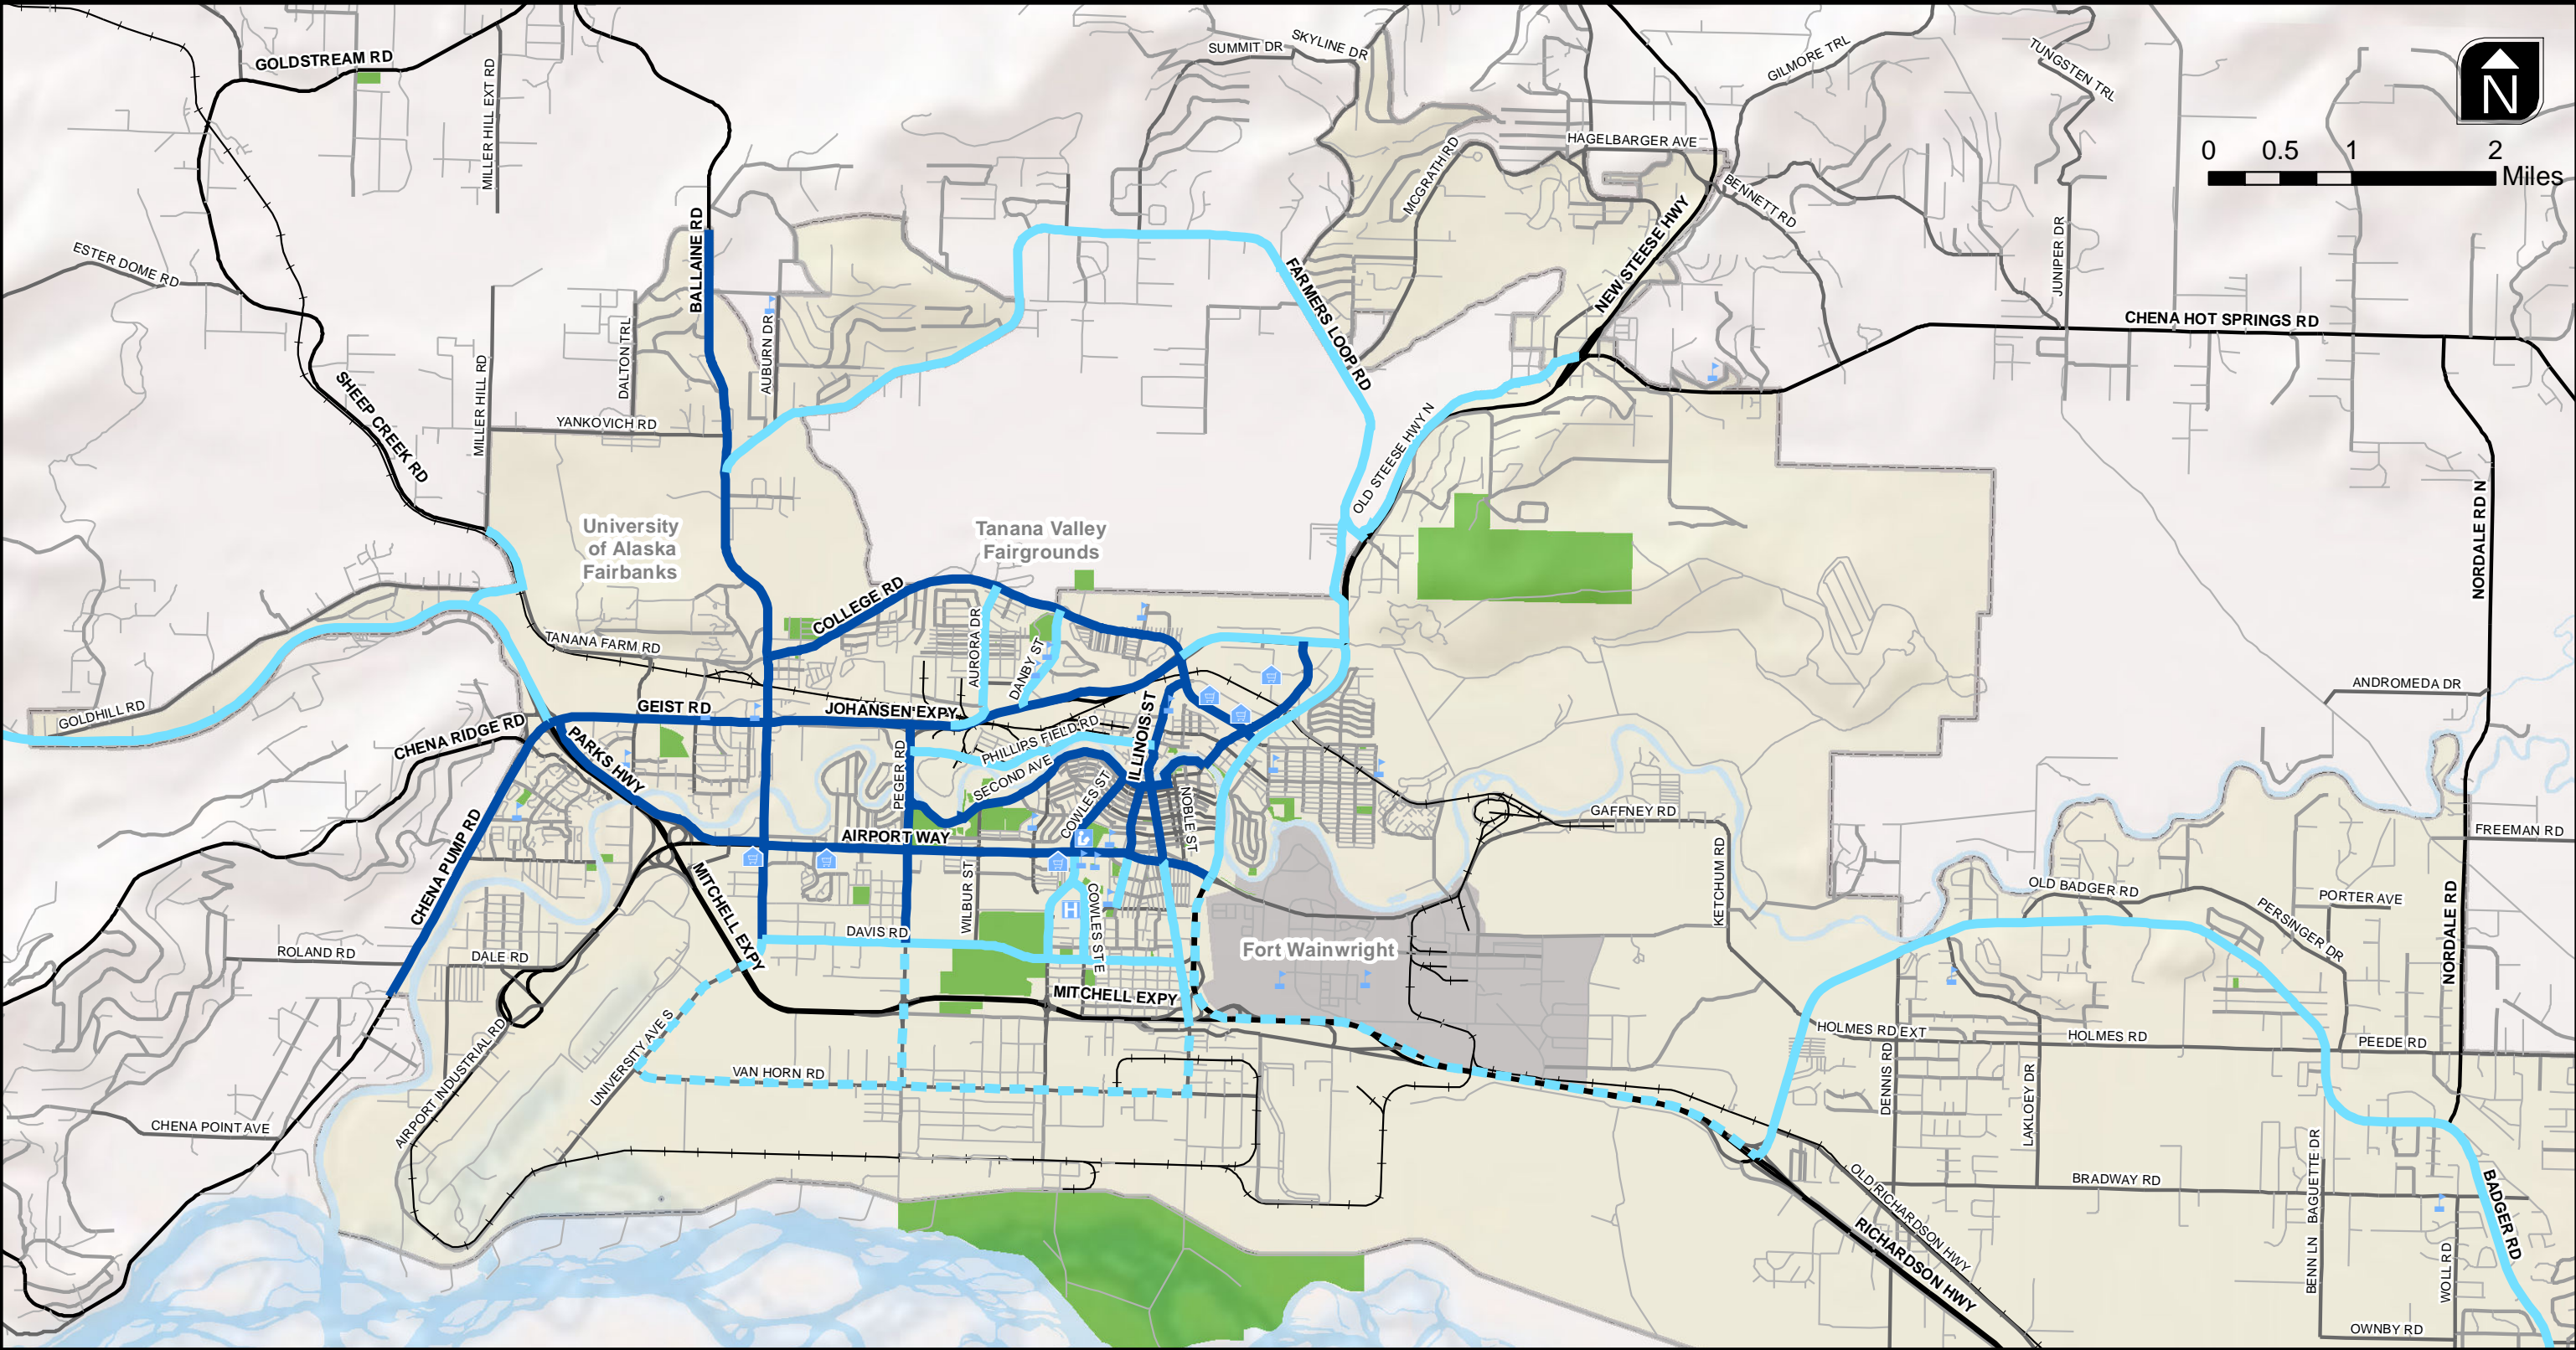 GOLDSTREAM RD
MILLER HILL EXT RD
SUMMIT DR
SKYLINE DR
GILMORE TRL
TUNGSTEN TRL
N
0 0.5 1 2
Miles
HAGELBARGER AVE
MCGRATH RD
BENNETT RD
NEW STEESE HWY
JUNIPER DR
ESTER DOME RD
BALLAINE RD
FARMERS LOOP RD
CHENA HOT SPRINGS RD
DALTON TRL
AUBURN DR
MILLER HILL RD
SHEEP CREEK RD
YANKOVICH RD
OLD STEESE HWY N
University
of Alaska
Fairbanks
Tanana Valley
Fairgrounds
NORDALE RD N
COLLEGE RD
TANANA FARM RD
AURORA DR
DANBY ST
ANDROMEDA DR
GOLDHILL RD
GEIST RD
JOHANSEN EXPY
CHENA RIDGE RD
PARKS HWY
PHILLIPS FIELD RD
ILLINOIS ST
PEGER RD
SECOND AVE
COWLES ST
NOBLE ST
GAFFNEY RD
FREEMAN RD
AIRPORT WAY
CHENA PUMP RD
MITCHELL EXPY
WILBUR ST
H
COWLES ST E
KETCHUM RD
OLD BADGER RD
PORTER AVE
PERSINGER DR
DAVIS RD
Fort Wainwright
ROLAND RD
DALE RD
NORDALE RD
MITCHELL EXPY
HOLMES RD EXT
HOLMES RD
PEEDE RD
UNIVERSITY AVE S
AIRPORT INDUSTRIAL RD
VAN HORN RD
DENNIS RD
LAKLOEY DR
CHENA POINT AVE
BRADWAY RD
OLD RICHARDSON HWY
RICHARDSON HWY
BAGUETTE DR
BENN LN
BADGER RD
WOLL RD
OWNBY RD